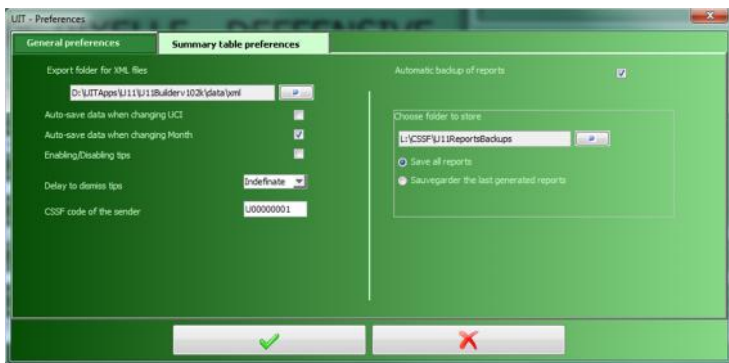 UIT - Preferences
General preferences
Summary table preferences
Export folder for XML files
D:\UITApps\U11\U11Builderv102k\data\xml
Auto-save data when changing UCI
Auto-save data when changing Month
Enabling/Disabling tips
Delay to dismiss tips
Indefinate
CSSF code of the sender
U00000001
Automatic backup of reports
Choose folder to store
L:\CSSF\U11ReportsBackups
Save all reports
Sauvegarder the last generated reports